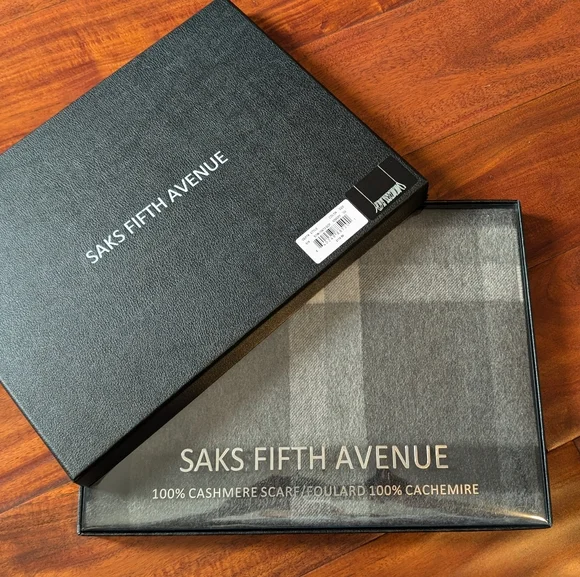 SAKS FIFTH AVENUE
SAKS FIFTH AVENUE
100% CASHMERE SCARF/FOULARD 100% CACHEMIRE